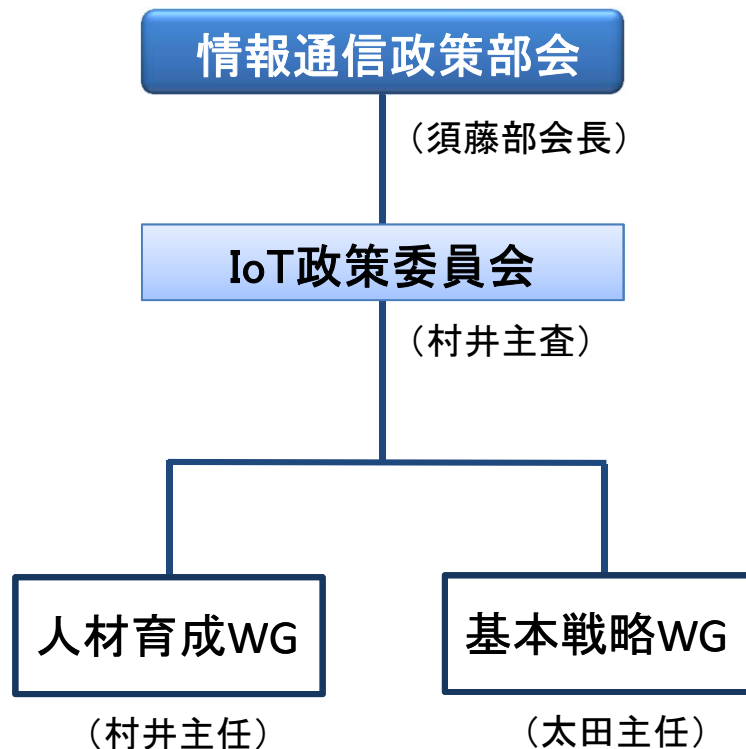 情報通信政策部会
（須藤部会長）
IoT政策委員会
（村井主査）
人材育成WG
基本戦略WG
（村井主任）
（太田主任）